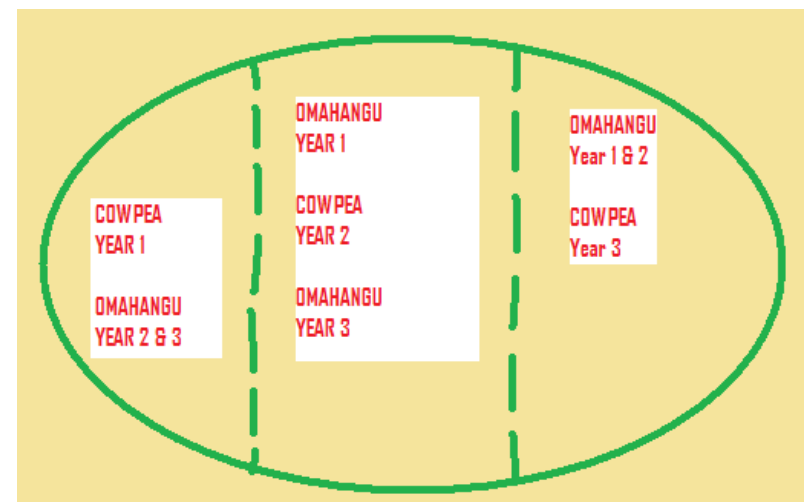 COWPEA
YEAR 1
OMAHANGU
YEAR 2 & 3
OMAHANGU
YEAR 1
COWPEA
YEAR 2
OMAHANGU
YEAR 3
OMAHANGU
Year 1 & 2
COWPEA
Year 3